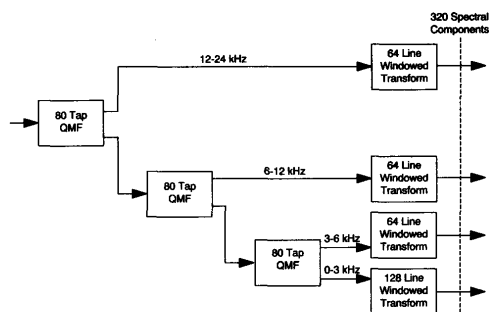 320 Spectral
Components
12-24 kHz
64 Line
Windowed
Transform
80 Tap
QMF
6-12 kHz
64 Line
Windowed
Transform
80 Tap
QMF
3-6 kHz
64 Line
Windowed
Transform
80 Tap
QMF
0-3 kHz
128 Line
Windowed
Transform